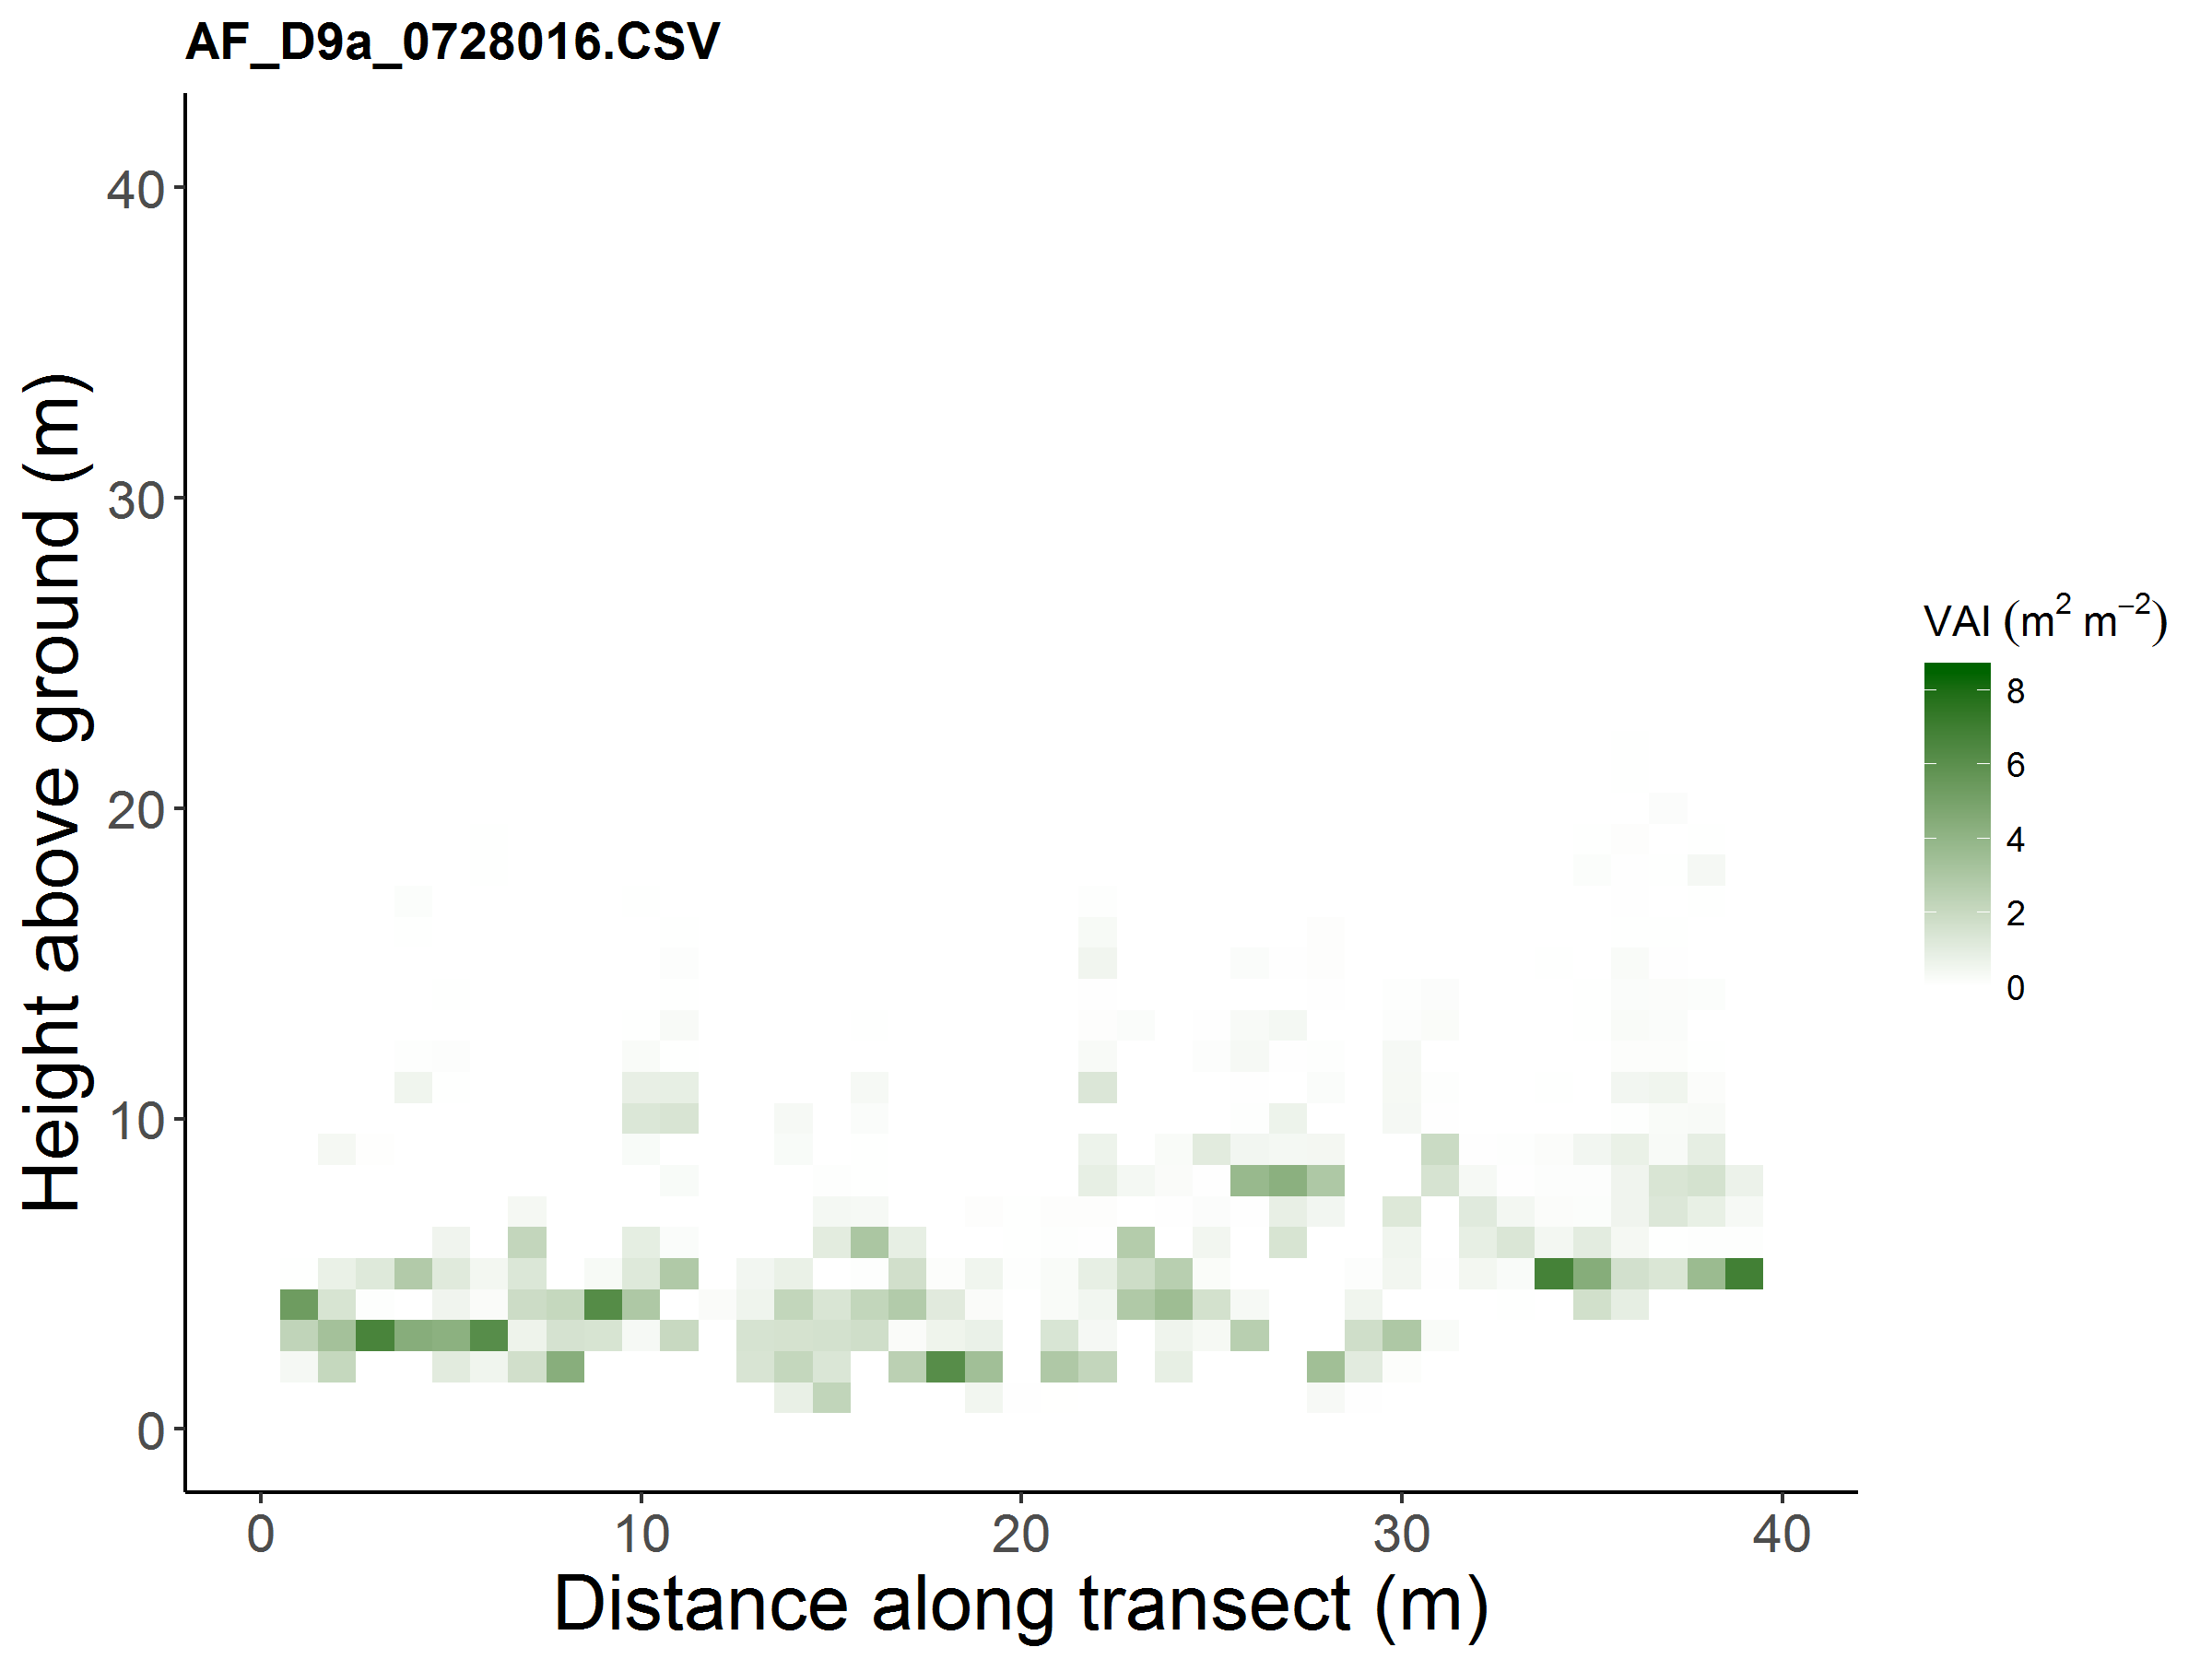 AF_D9a_0728016.CSV
Height above ground (m)
40
30
20
10
0
0 10 20 30 40
Distance along transect (m)
VAI (m² m⁻²)
8
6
4
2
0